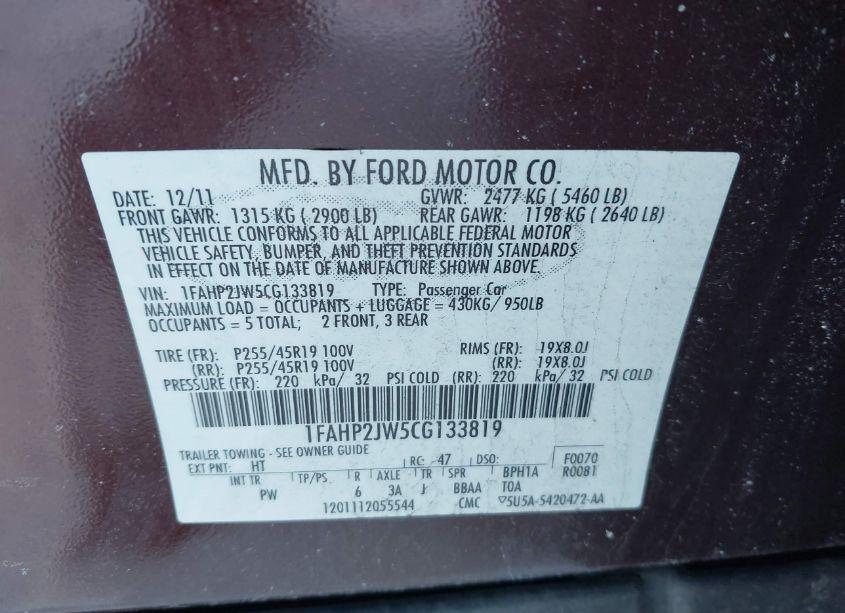 MFD. BY FORD MOTOR CO.
DATE: 12/11 GVWR: 2477 KG ( 5460 LB)
FRONT GAWR: 1315 KG ( 2900 LB) REAR GAWR: 1198 KG ( 2640 LB)
THIS VEHICLE CONFORMS TO ALL APPLICABLE FEDERAL MOTOR
VEHICLE SAFETY, BUMPER, AND THEFT PREVENTION STANDARDS
IN EFFECT ON THE DATE OF MANUFACTURE SHOWN ABOVE.
VIN: 1FAHP2JW5CG133819 TYPE: Passenger Car
MAXIMUM LOAD = OCCUPANTS + LUGGAGE = 430KG/ 950LB
OCCUPANTS = 5 TOTAL; 2 FRONT, 3 REAR
TIRE (FR): P255/45R19 100V RIMS (FR): 19X8.0J
(RR): P255/45R19 100V (RR): 19X8.0J
PRESSURE (FR): 220 kPa/ 32 PSI COLD (RR): 220 kPa/ 32 PSI COLD
1FAHP2JW5CG133819
TRAILER TOWING - SEE OWNER GUIDE
EXT PNT: HT RC: 47 DSO: F0070
R0081
INT TR TP/PS R AXLE TR SPR BPH1A
PW 6 3A J BBAA T0A
1201112055544 CMC 5U5A-5420472-AA